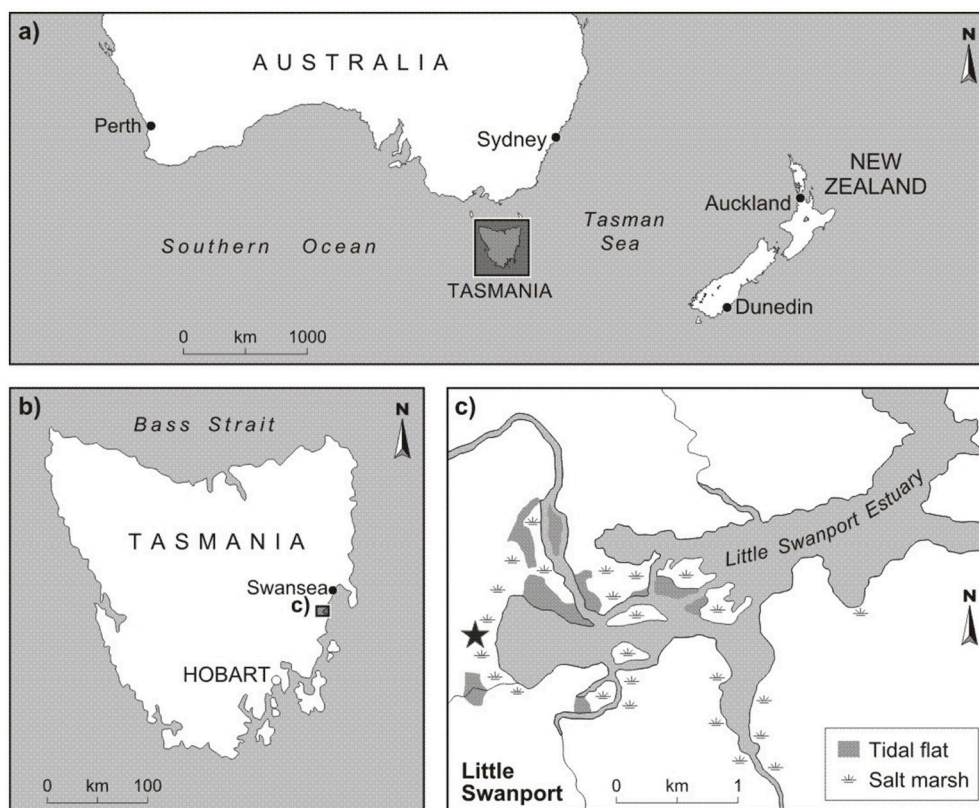 a)
N
AUSTRALIA
Perth
Sydney
NEW
ZEALAND
Auckland
Tasman
Sea
Southern Ocean
TASMANIA
Dunedin
0 km 1000
b)
N
Bass Strait
TASMANIA
Swansea
c)
HOBART
0 km 100
c)
Little Swanport Estuary
N
Tidal flat
Salt marsh
Little
Swanport
0 km 1